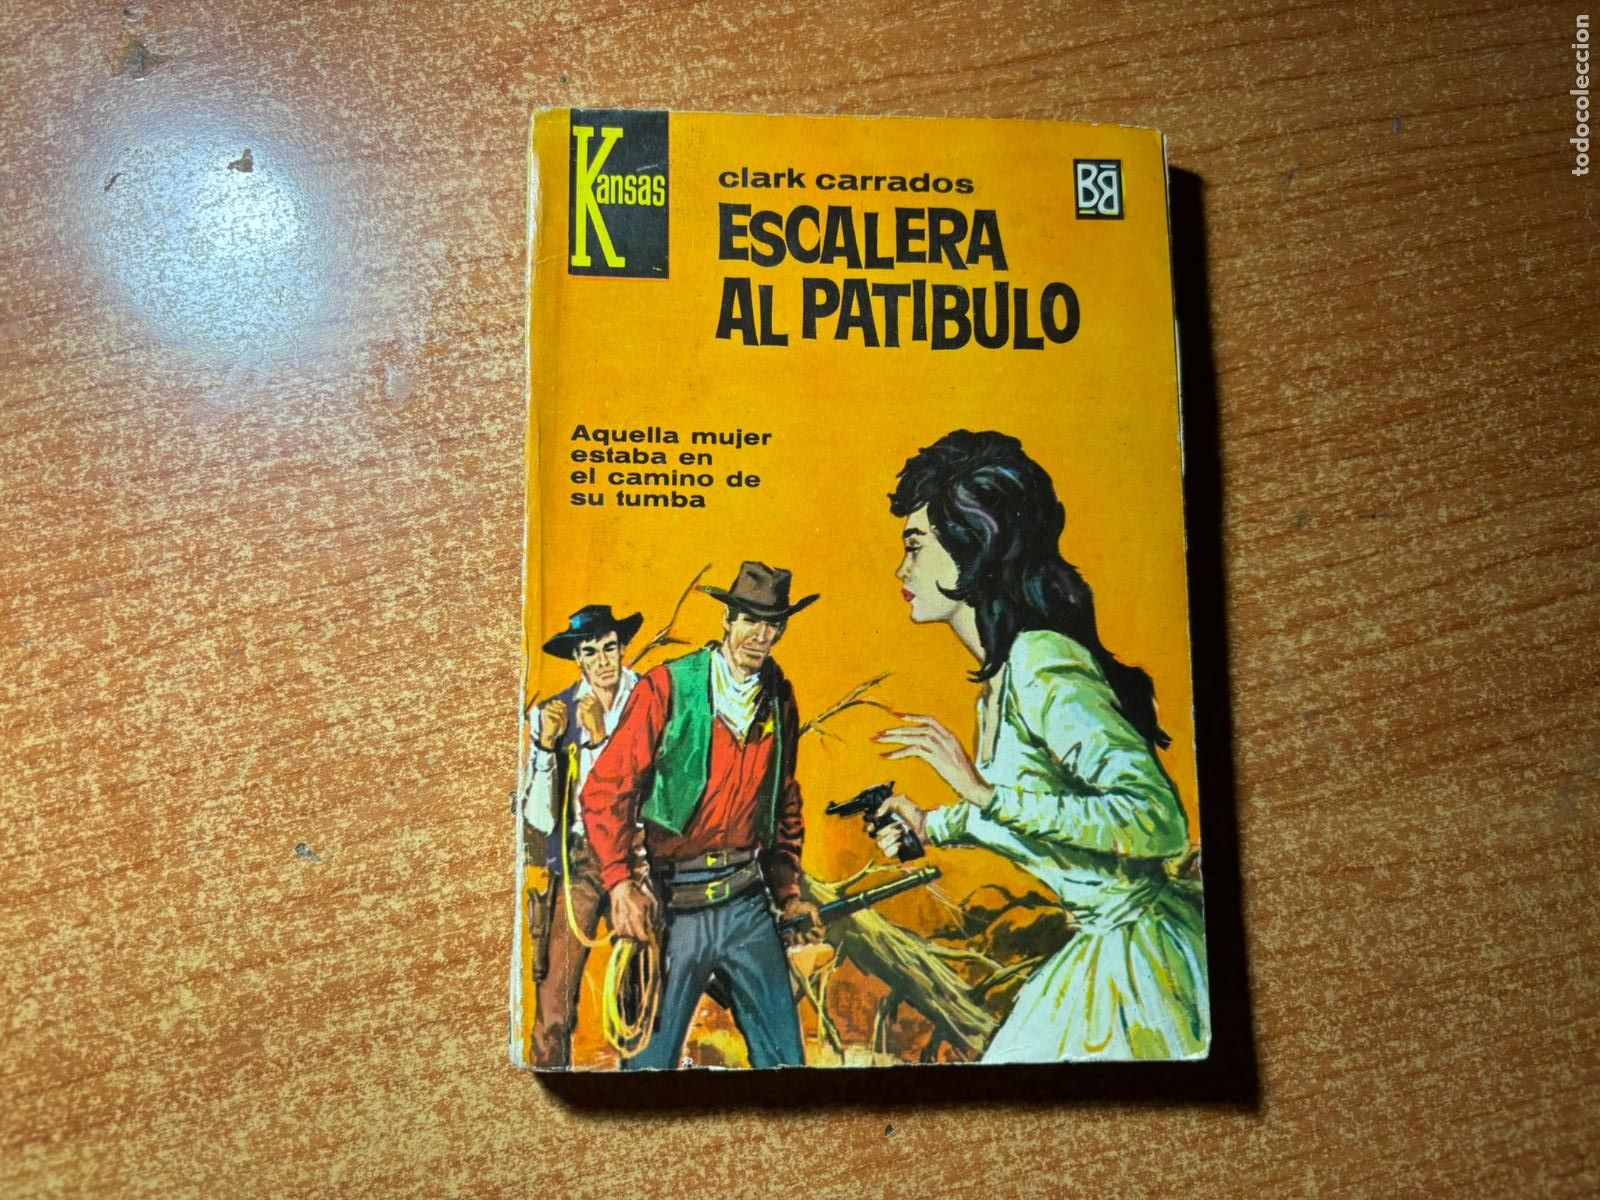 Kansas
clark carrados
ESCALERA
AL PATIBULO
BB
Aquella mujer
estaba en
el camino de
su tumba
todocoleccion